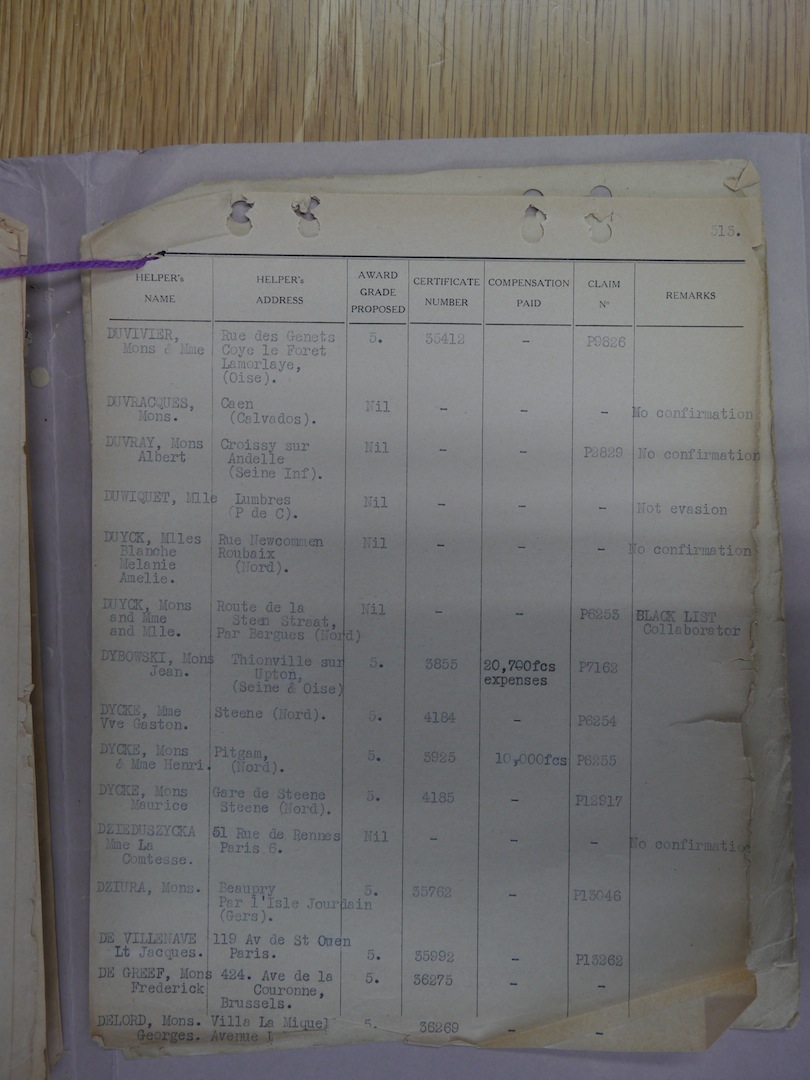 313.
HELPER's NAME HELPER's ADDRESS AWARD GRADE PROPOSED CERTIFICATE NUMBER COMPENSATION PAID CLAIM N° REMARKS
DUVIVIER, Rue des Genets 5. 35412 - P9826
Mons & Mme Coye le Foret
Lamorlaye,
(Oise).
DUVRACQUES, Caen Nil - - - No confirmation
Mons. (Calvados).
DUVRAY, Mons Croissy sur Nil - - P2829 No confirmation
Albert Andelle
(Seine Inf).
DUWIQUET, Mlle Lumbres Nil - - - Not evasion
(P de C).
DUYCK, Mlles Rue Newcommen Nil - - - No confirmation
Blanche Roubaix
Melanie (Nord).
Amelie.
DUYCK, Mons Route de la Nil - - P6253 BLACK LIST
and Mme Steen Straat, Collaborator
and Mlle. Par Bergues (Nord)
DYBOWSKI, Mons Thionville sur 5. 3855 20,700fcs P7162
Jean. Upton, expenses
(Seine & Oise)
DYCKE, Mme Steene (Nord). 5. 4184 - P6254
Vve Gaston.
DYCKE, Mons Pitgam, 5. 3925 10,000fcs P6255
& Mme Henri. (Nord).
DYCKE, Mons Gare de Steene 5. 4185 - P12917
Maurice Steene (Nord).
DZIEDUSZYCKA 51 Rue de Rennes Nil - - - No confirmation
Mme La Paris 6.
Comtesse.
DZIURA, Mons. Beaupry 5. 35762 - P13046
Par l'Isle Jourdain
(Gers).
DE VILLENAVE 119 Av de St Ouen
Lt Jacques. Paris. 5. 35992 - P13262
DE GREEF, Mons 424. Ave de la 5. 36275 - -
Frederick Couronne,
Brussels.
DELORD, Mons. Villa La Miquel 5. 36269 - -
Georges. Avenue